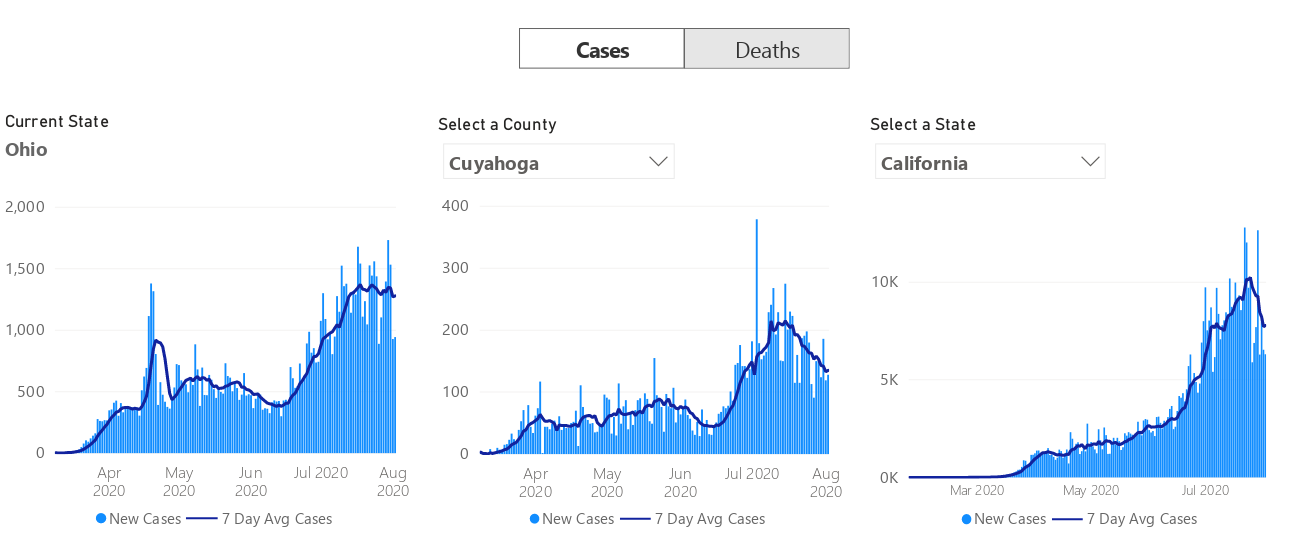 Cases Deaths
Current State
Ohio
2,000
1,500
1,000
500
0
Apr 2020
May 2020
Jun 2020
Jul 2020
Aug 2020
New Cases 7 Day Avg Cases
Select a County
Cuyahoga
400
300
200
100
0
Apr 2020
May 2020
Jun 2020
Jul 2020
Aug 2020
New Cases 7 Day Avg Cases
Select a State
California
10K
5K
0K
Mar 2020
May 2020
Jul 2020
New Cases 7 Day Avg Cases